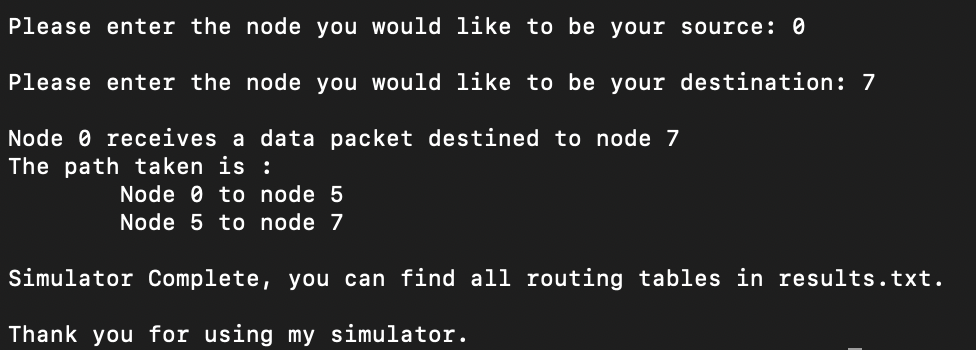 Please enter the node you would like to be your source: 0
Please enter the node you would like to be your destination: 7
Node 0 receives a data packet destined to node 7
The path taken is :
Node 0 to node 5
Node 5 to node 7
Simulator Complete, you can find all routing tables in results.txt.
Thank you for using my simulator.